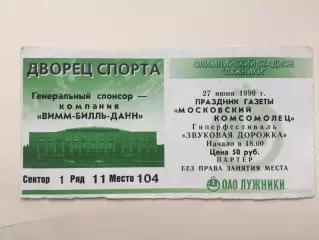 ДВОРЕЦ СПОРТА
Генеральный спонсор —
компания
«ВИММ-БИЛЛЬ-ДАНН»
Сектор 1 Ряд 11 Место 104
ОЛИМПИЙСКИЙ СТАДИОН
"ЛУЖНИКИ"
27 июня 1999 г.
ПРАЗДНИК ГАЗЕТЫ
«МОСКОВСКИЙ
КОМСОМОЛЕЦ»
Гиперфестиваль
«ЗВУКОВАЯ ДОРОЖКА»
Начало в 18.00
Цена 50 руб.
ПАРТЕР
БЕЗ ПРАВА ЗАНЯТИЯ МЕСТА
ОАО ЛУЖНИКИ